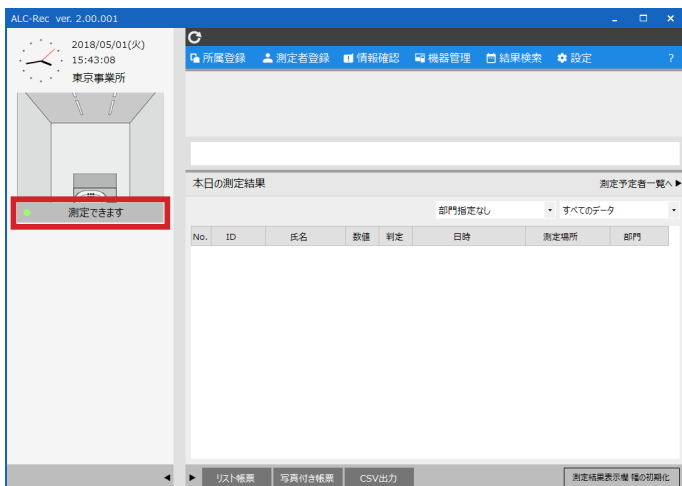 ALC-Rec ver. 2.00.001
2018/05/01(火)
15:43:08
東京事業所
測定できます
所属登録 測定者登録 情報確認 機器管理 結果検索 設定 ?
本日の測定結果 測定予定者一覧へ▶
部門指定なし すべてのデータ
No. ID 氏名 数値 判定 日時 測定場所 部門
リスト帳票 写真付き帳票 CSV出力 測定結果表示欄 幅の初期化